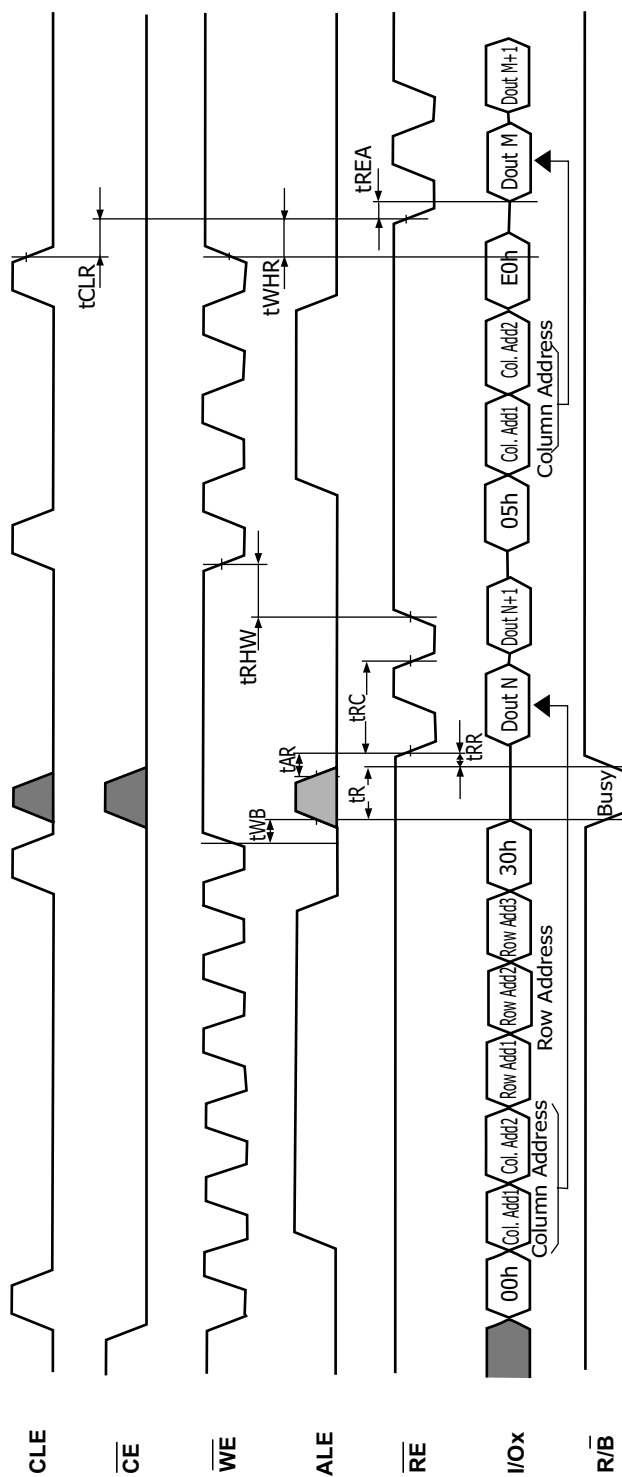 CLE
tCLR
CE
WE
tWB
tRHW
tWHR
ALE
tAR
RE
tR
tRR
tRC
tREA
I/Ox
00h
Col. Add1
Col. Add2
Row Add1
Row Add2
Row Add3
30h
Dout N
Dout N+1
05h
Col. Add1
Col. Add2
E0h
Dout M
Dout M+1
Column Address
Row Address
Column Address
R/B
Busy